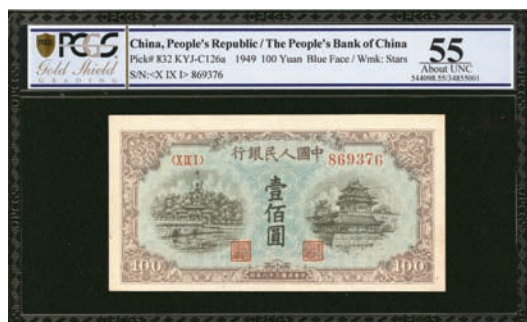 PCGS
Gold Shield
GRADING
China, People's Republic / The People's Bank of China
Pick# 832 KYJ-C126a 1949 100 Yuan Blue Face / Wmk: Stars
S/N:<X IX I> 869376
55
About UNC
544098.55/34855001
行銀民人國中
<X IX I>
869376
壹佰圓
100
100